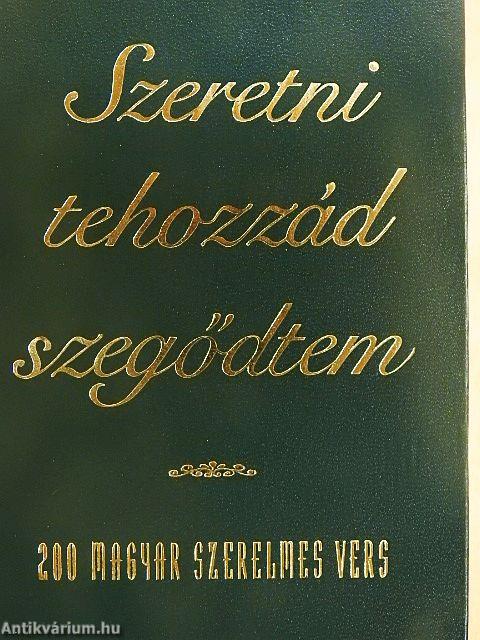 Szeretni
tehozzád
szegődtem
200 MAGYAR SZERELMES VERS
Antikvárium.hu